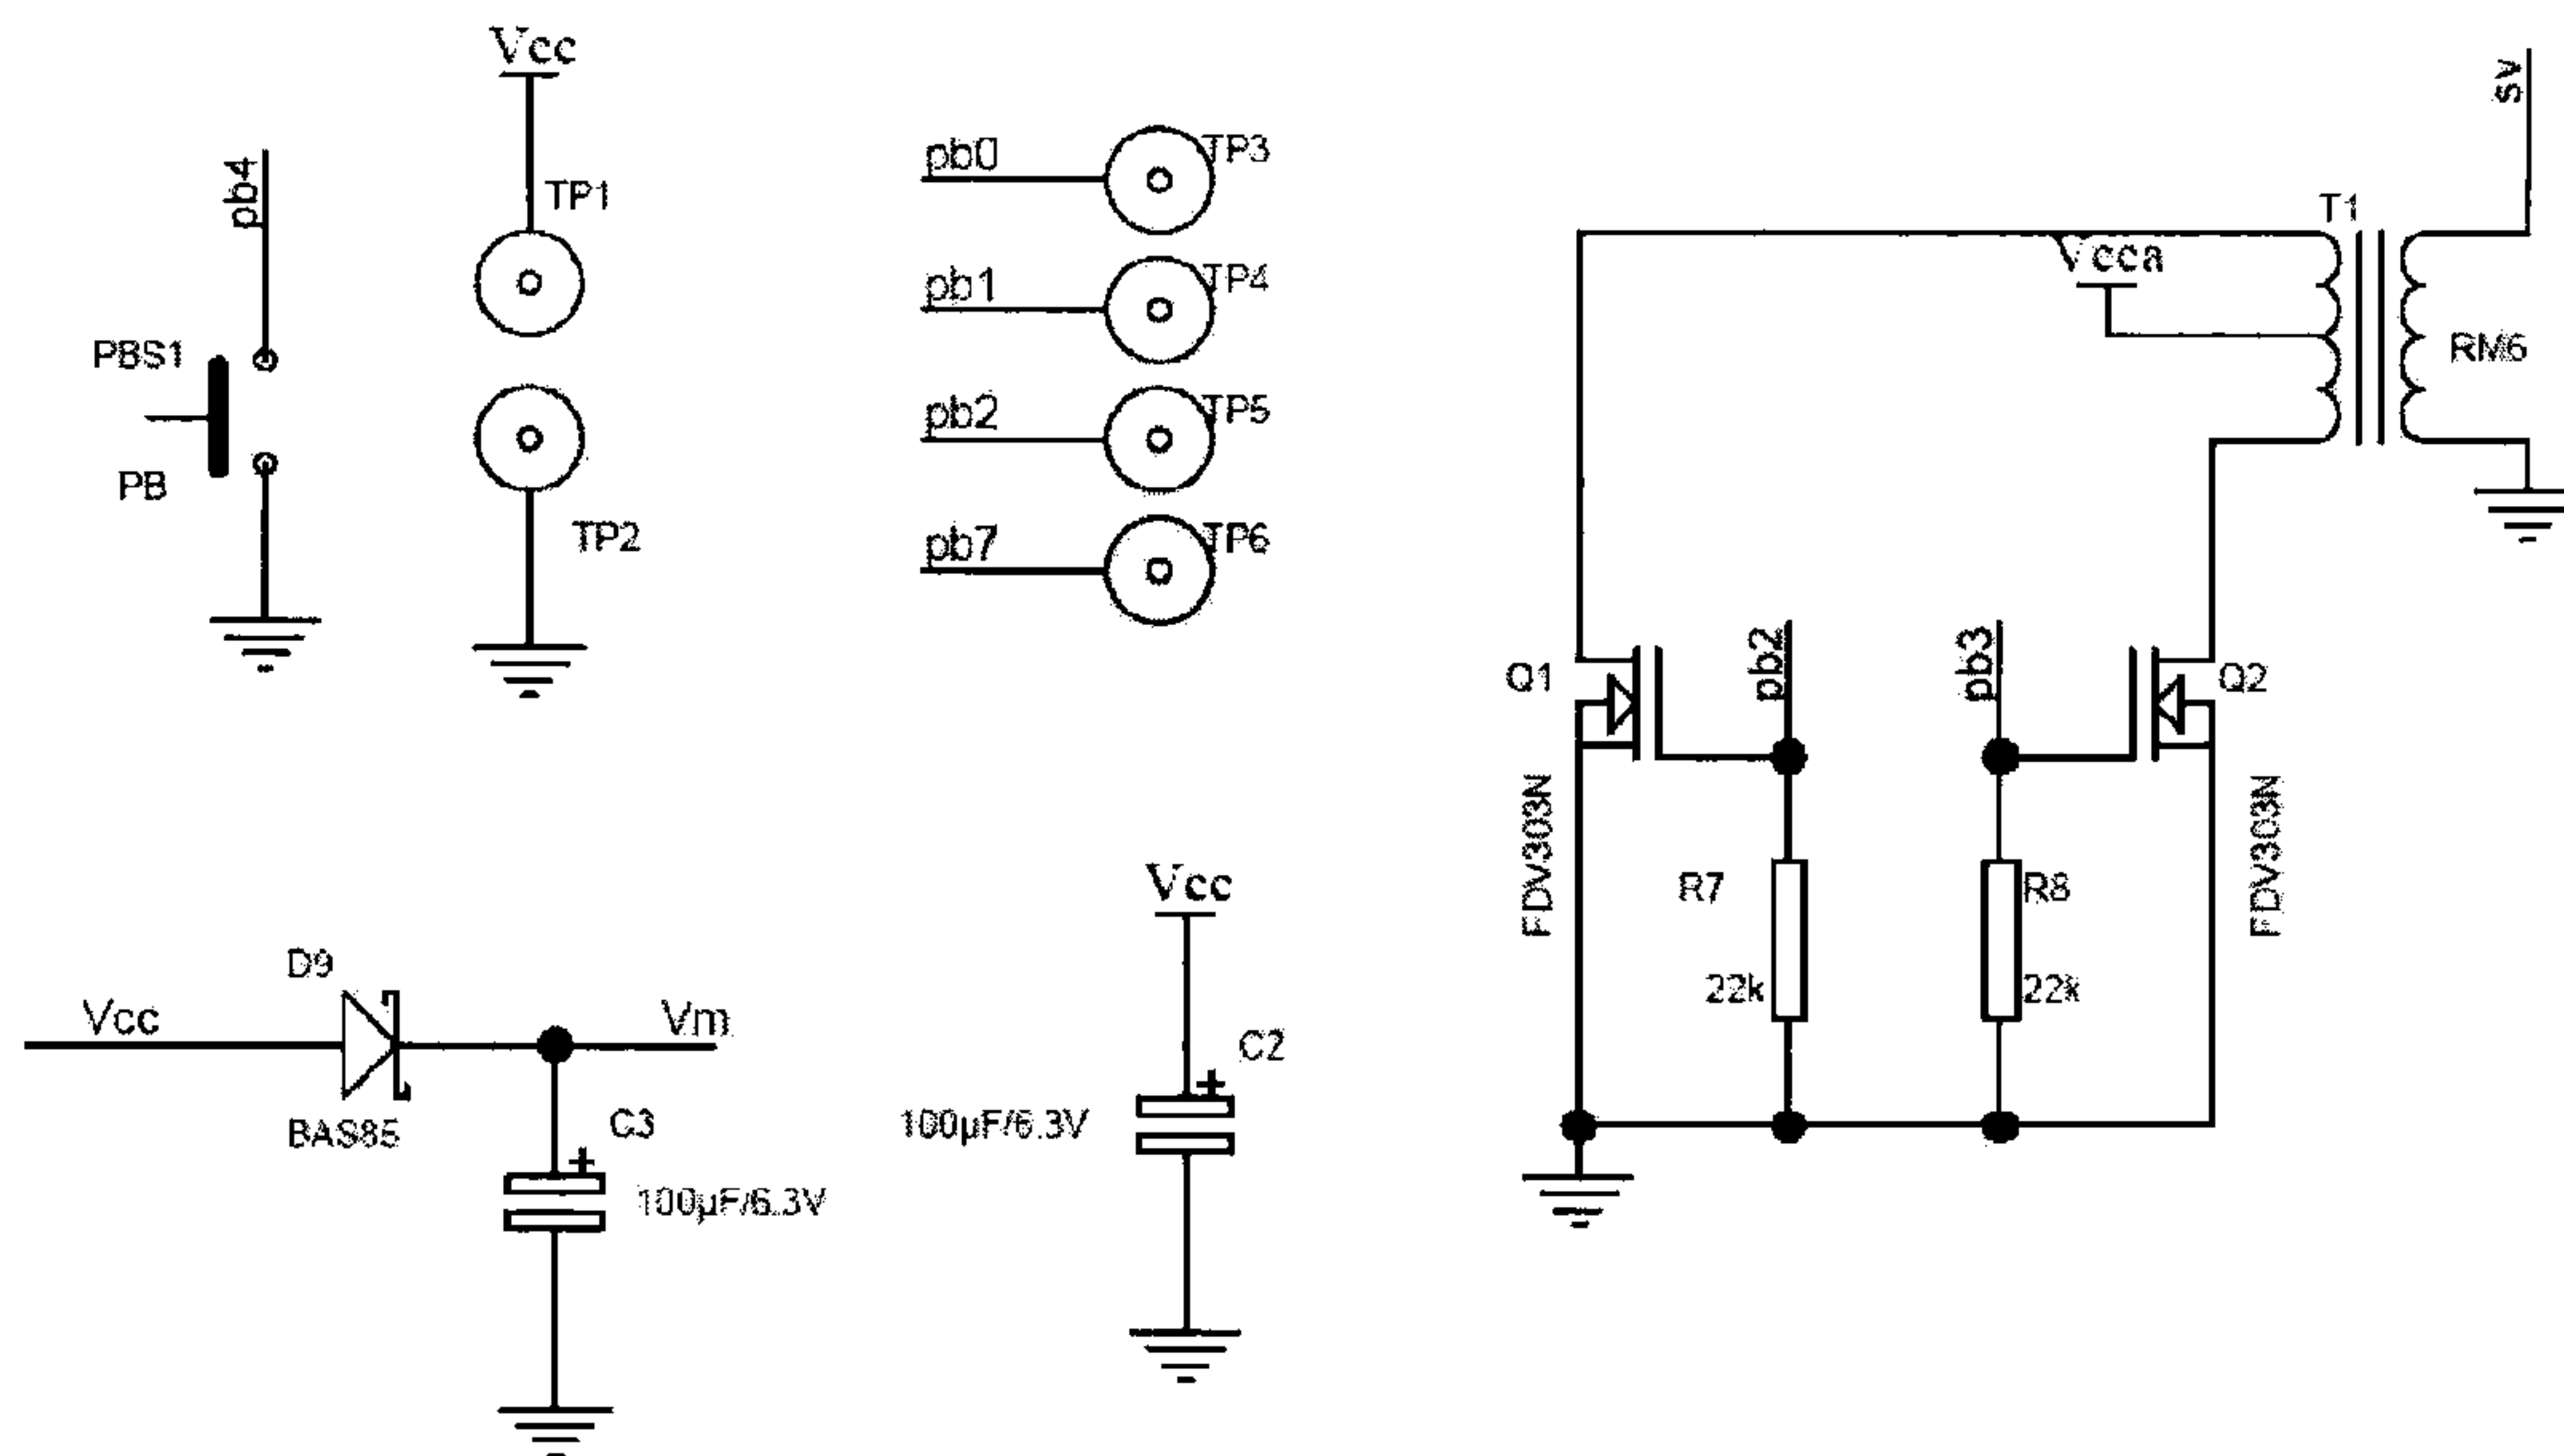 Vcc
sv
pb4
TP1
pb0
TP3
T1
Vcca
pb1
TP4
RM6
PBS1
PB
pb2
TP5
TP2
pb7
TP6
Q1
pb2
pb3
Q2
FDV303N
FDV303N
R7
R8
22k
22k
Vcc
D9
Vcc
Vm
BAS85
C2
100µF/6.3V
C3
100µF/6.3V